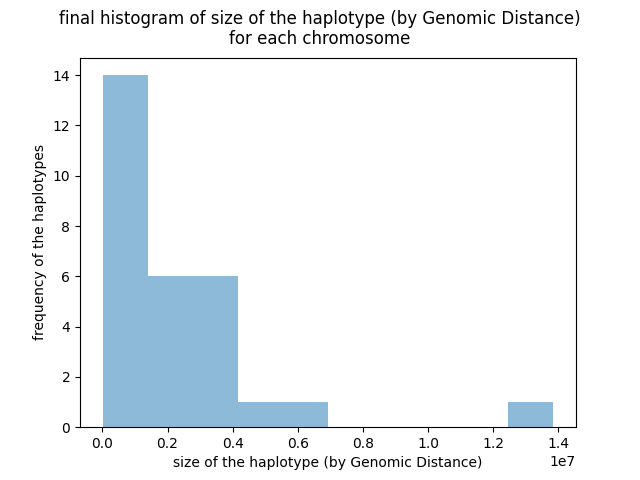 final histogram of size of the haplotype (by Genomic Distance)
for each chromosome
frequency of the haplotypes
14
12
10
8
6
4
2
0
0.0 0.2 0.4 0.6 0.8 1.0 1.2 1.4
1e7
size of the haplotype (by Genomic Distance)